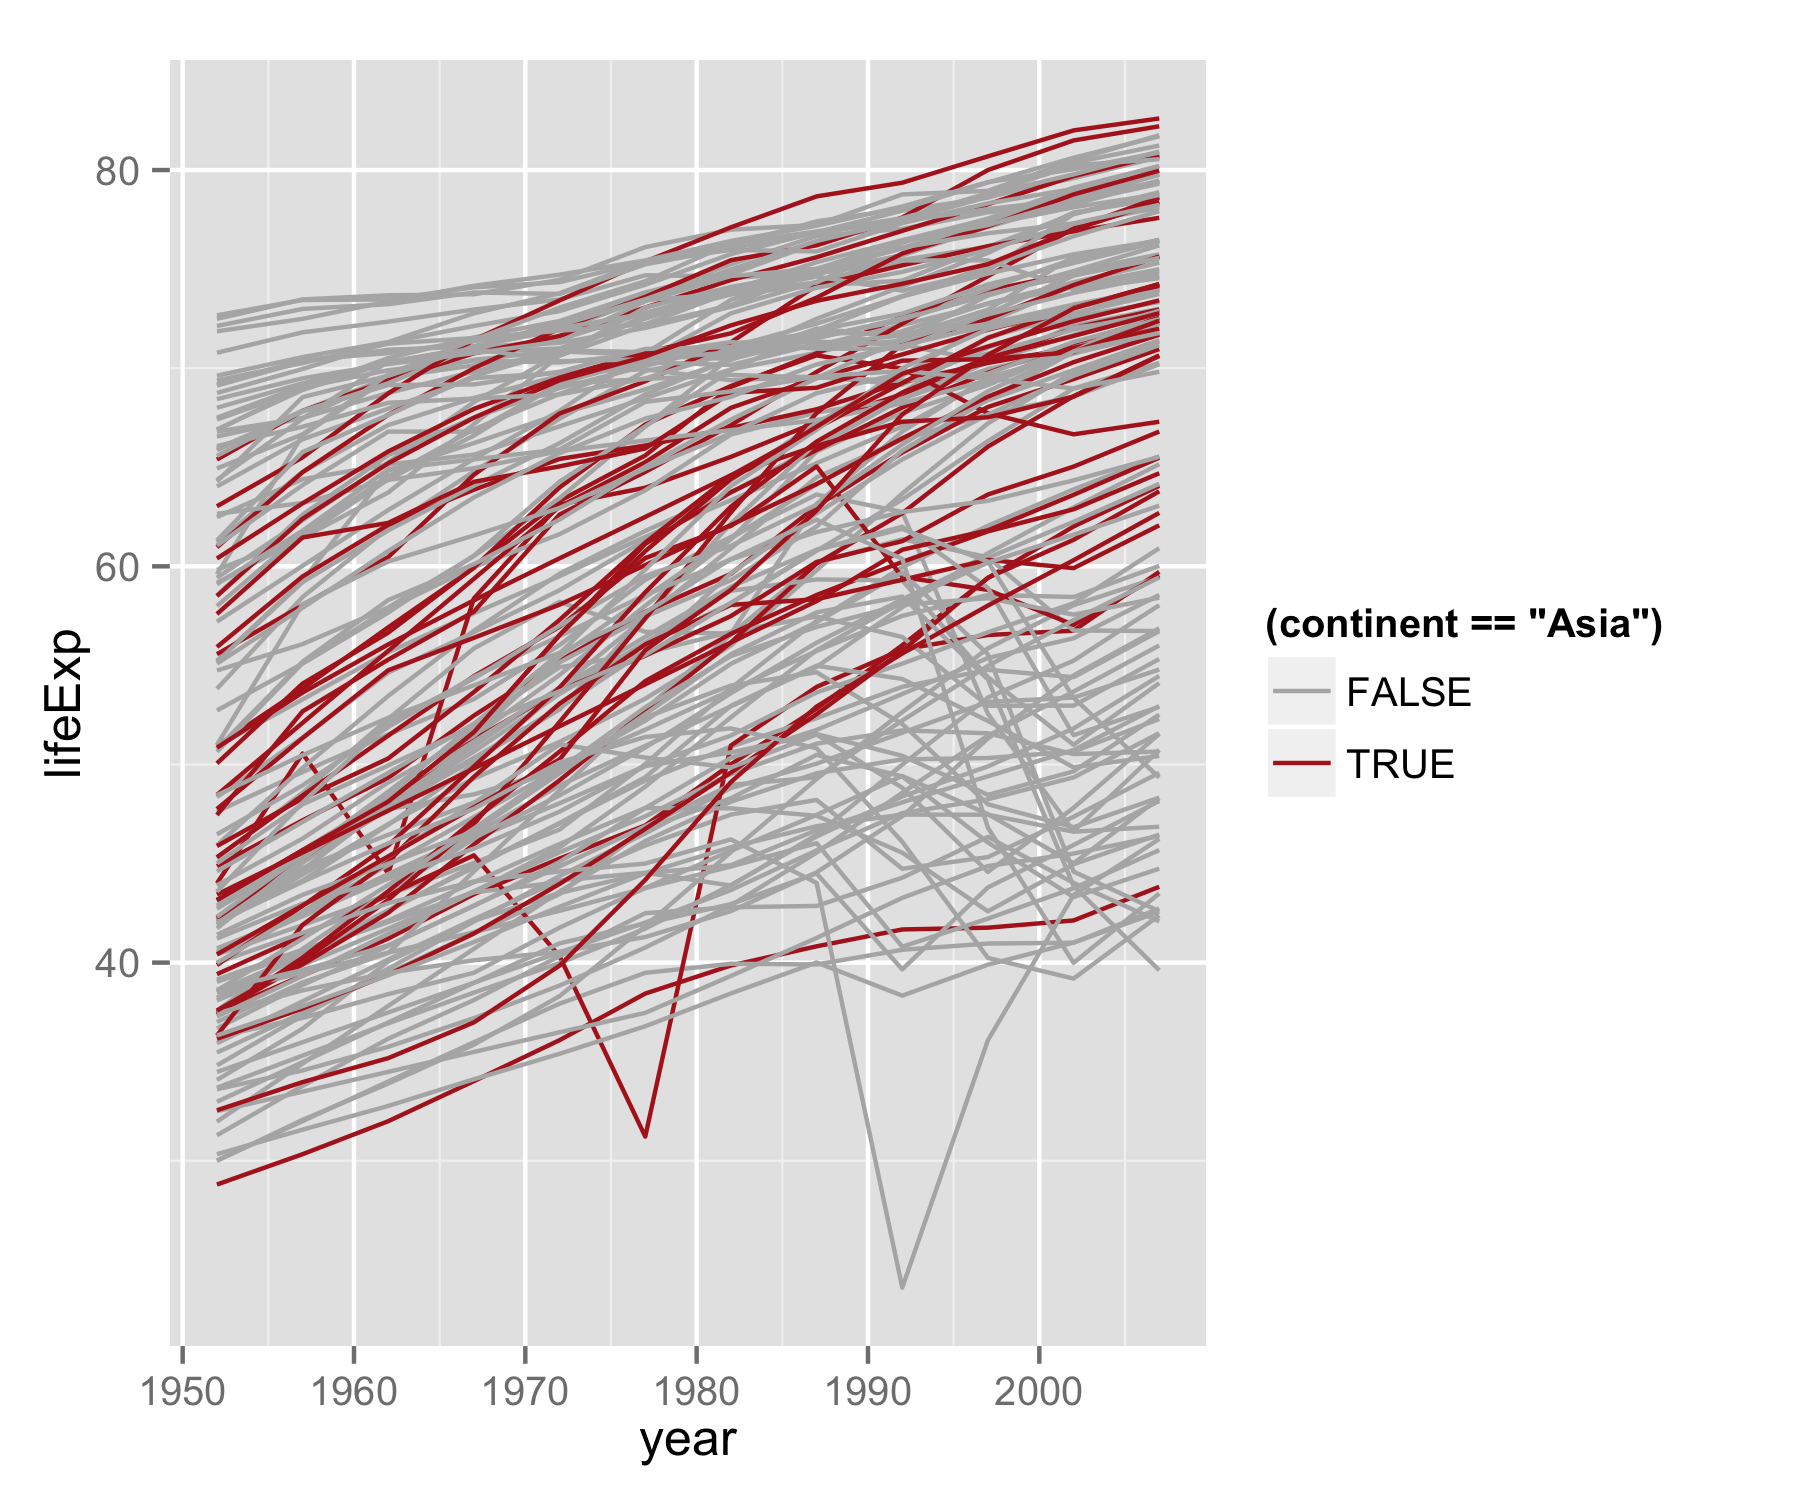 80
60
40
lifeExp
1950 1960 1970 1980 1990 2000
year
(continent == "Asia")
FALSE
TRUE